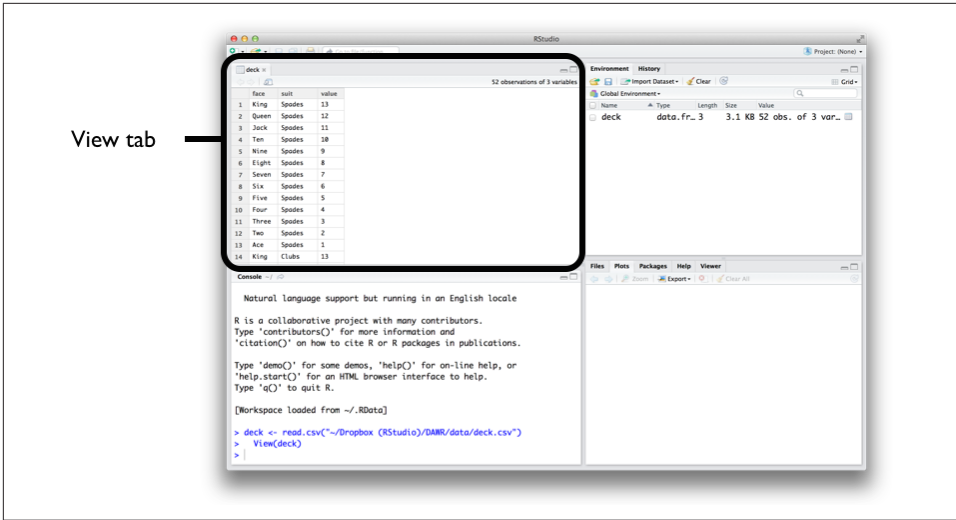 View tab
RStudio
Project: (None)
deck
52 observations of 3 variables
face suit value
1 King Spades 13
2 Queen Spades 12
3 Jack Spades 11
4 Ten Spades 10
5 Nine Spades 9
6 Eight Spades 8
7 Seven Spades 7
8 Six Spades 6
9 Five Spades 5
10 Four Spades 4
11 Three Spades 3
12 Two Spades 2
13 Ace Spades 1
14 King Clubs 13
Console ~/
Natural language support but running in an English locale
R is a collaborative project with many contributors.
Type 'contributors()' for more information and
'citation()' on how to cite R or R packages in publications.
Type 'demo()' for some demos, 'help()' for on-line help, or
'help.start()' for an HTML browser interface to help.
Type 'q()' to quit R.
[Workspace loaded from ~/.RData]
> deck <- read.csv("~/Dropbox (RStudio)/DAWR/data/deck.csv")
> View(deck)
>
Environment History
Import Dataset Clear Grid
Global Environment
Name Type Length Size Value
deck data.fr… 3 3.1 KB 52 obs. of 3 var…
Files Plots Packages Help Viewer
Zoom Export Clear All